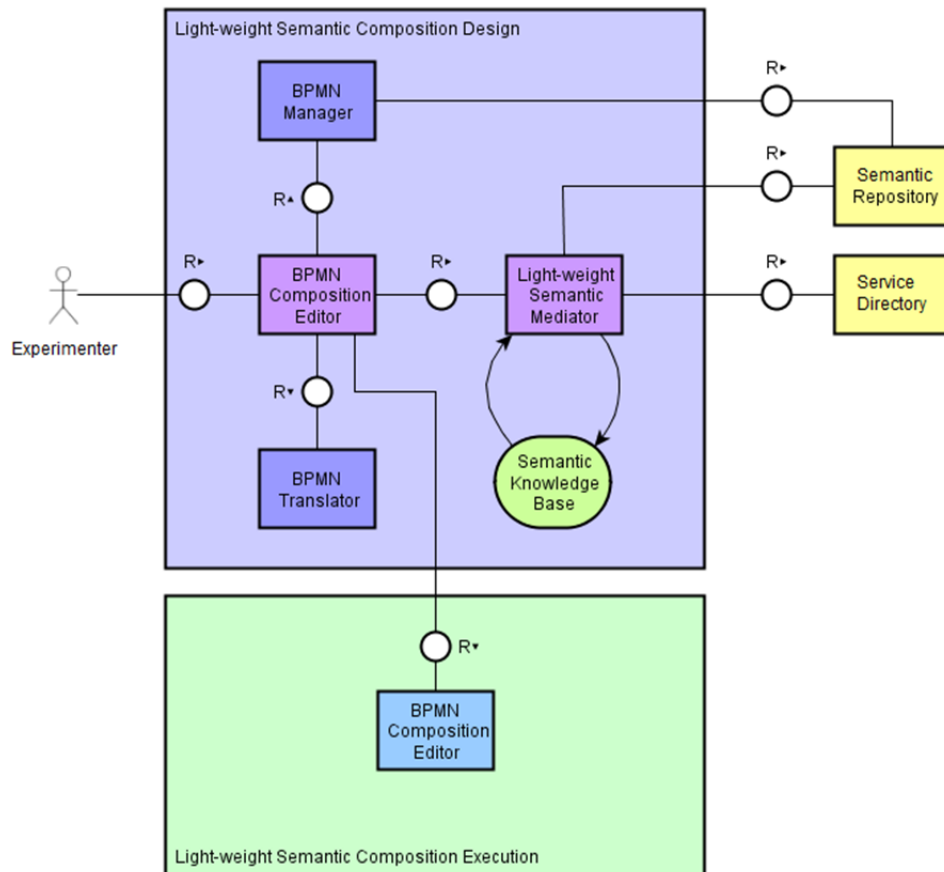 Light-weight Semantic Composition Design
BPMN
Manager
R▸
R▸
Semantic
Repository
R▴
R▸
BPMN
Composition
Editor
R▸
Light-weight
Semantic
Mediator
R▸
Service
Directory
Experimenter
R▾
BPMN
Translator
Semantic
Knowledge
Base
R▾
BPMN
Composition
Editor
Light-weight Semantic Composition Execution